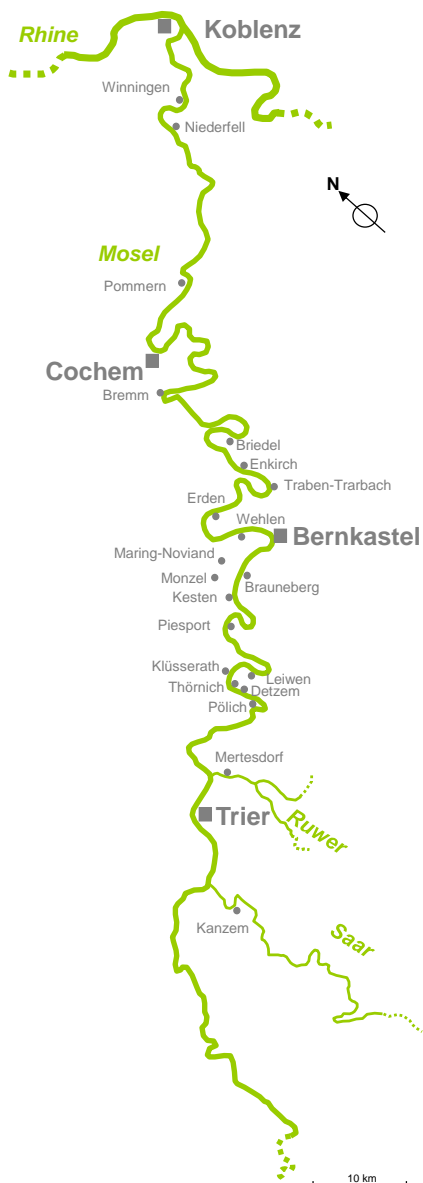 Koblenz
Rhine
Winningen
Niederfell
N
Mosel
Pommern
Cochem
Bremm
Briedel
Enkirch
Traben-Trarbach
Erden
Wehlen
Bernkastel
Maring-Noviand
Monzel
Brauneberg
Kesten
Piesport
Klüsserath
Leiwen
Thörnich
Detzem
Pölich
Mertesdorf
Trier
Ruwer
Kanzem
Saar
10 km